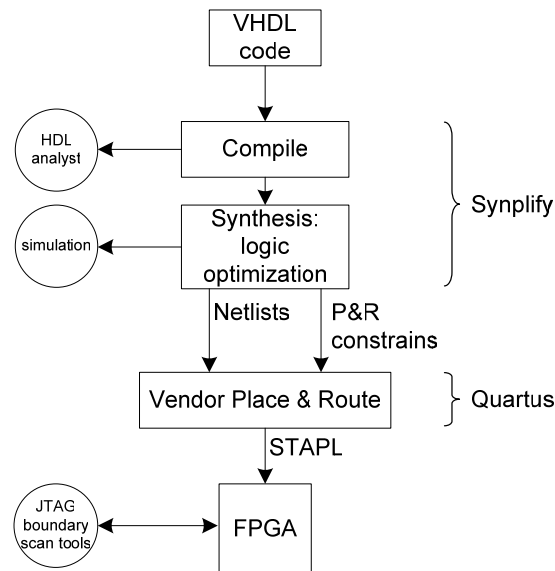 VHDL
code
HDL
analyst
Compile
Synplify
simulation
Synthesis:
logic
optimization
Netlists
P&R
constrains
Vendor Place & Route
Quartus
STAPL
JTAG
boundary
scan tools
FPGA